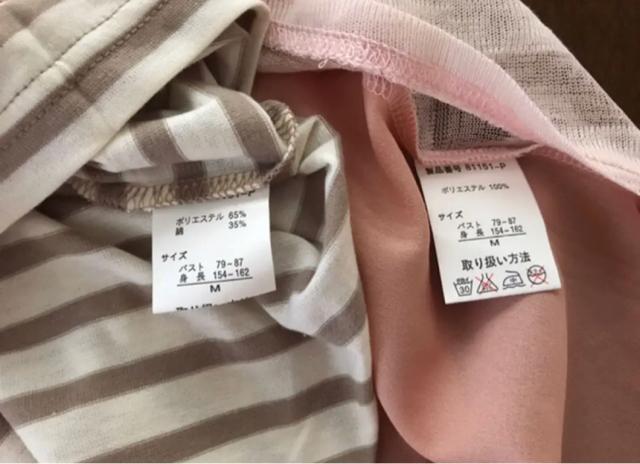 ポリエステル 65%
綿 35%
サイズ
バスト 79~87
身長 154~162
M
製品番号 81151-P
ポリエステル 100%
サイズ
バスト 79~87
身長 154~162
M
取り扱い方法
30